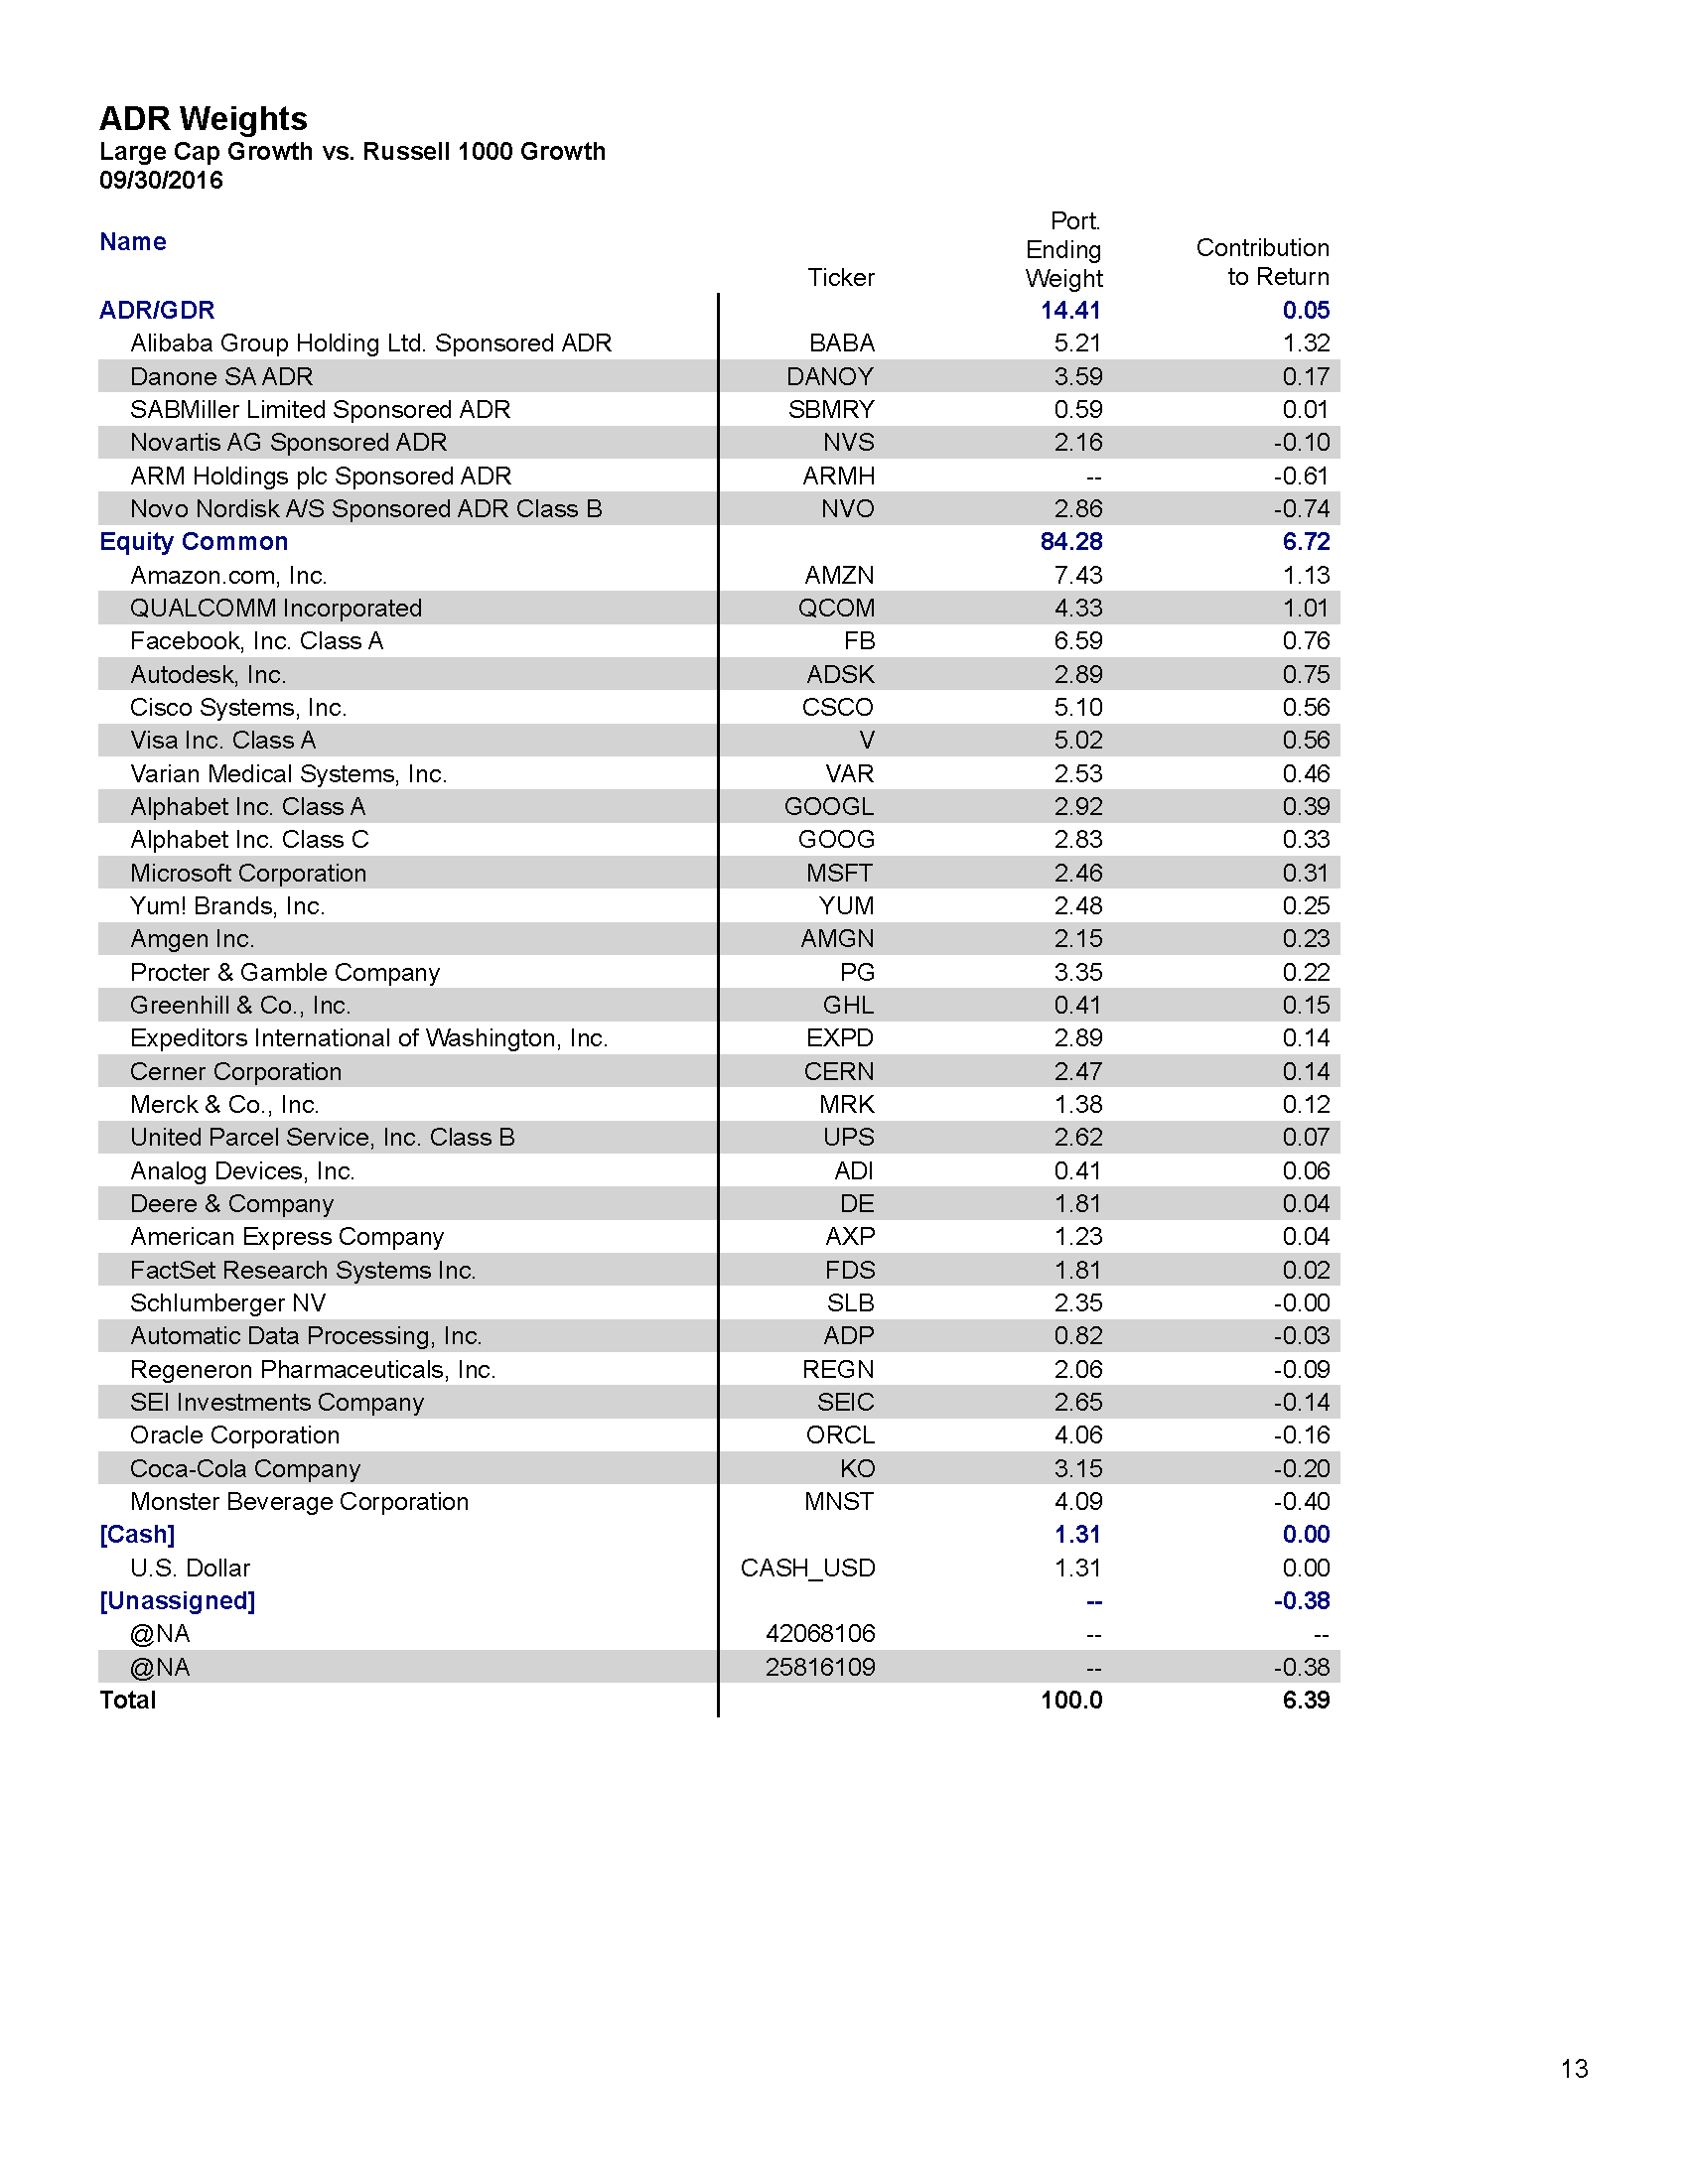 ADR Weights
Large Cap Growth vs. Russell 1000 Growth
09/30/2016
Name Ticker Port. Ending Weight Contribution to Return
ADR/GDR 14.41 0.05
Alibaba Group Holding Ltd. Sponsored ADR BABA 5.21 1.32
Danone SA ADR DANOY 3.59 0.17
SABMiller Limited Sponsored ADR SBMRY 0.59 0.01
Novartis AG Sponsored ADR NVS 2.16 -0.10
ARM Holdings plc Sponsored ADR ARMH -- -0.61
Novo Nordisk A/S Sponsored ADR Class B NVO 2.86 -0.74
Equity Common 84.28 6.72
Amazon.com, Inc. AMZN 7.43 1.13
QUALCOMM Incorporated QCOM 4.33 1.01
Facebook, Inc. Class A FB 6.59 0.76
Autodesk, Inc. ADSK 2.89 0.75
Cisco Systems, Inc. CSCO 5.10 0.56
Visa Inc. Class A V 5.02 0.56
Varian Medical Systems, Inc. VAR 2.53 0.46
Alphabet Inc. Class A GOOGL 2.92 0.39
Alphabet Inc. Class C GOOG 2.83 0.33
Microsoft Corporation MSFT 2.46 0.31
Yum! Brands, Inc. YUM 2.48 0.25
Amgen Inc. AMGN 2.15 0.23
Procter & Gamble Company PG 3.35 0.22
Greenhill & Co., Inc. GHL 0.41 0.15
Expeditors International of Washington, Inc. EXPD 2.89 0.14
Cerner Corporation CERN 2.47 0.14
Merck & Co., Inc. MRK 1.38 0.12
United Parcel Service, Inc. Class B UPS 2.62 0.07
Analog Devices, Inc. ADI 0.41 0.06
Deere & Company DE 1.81 0.04
American Express Company AXP 1.23 0.04
FactSet Research Systems Inc. FDS 1.81 0.02
Schlumberger NV SLB 2.35 -0.00
Automatic Data Processing, Inc. ADP 0.82 -0.03
Regeneron Pharmaceuticals, Inc. REGN 2.06 -0.09
SEI Investments Company SEIC 2.65 -0.14
Oracle Corporation ORCL 4.06 -0.16
Coca-Cola Company KO 3.15 -0.20
Monster Beverage Corporation MNST 4.09 -0.40
[Cash] 1.31 0.00
U.S. Dollar CASH_USD 1.31 0.00
[Unassigned] -- -0.38
@NA 42068106 -- --
@NA 25816109 -- -0.38
Total 100.0 6.39
13